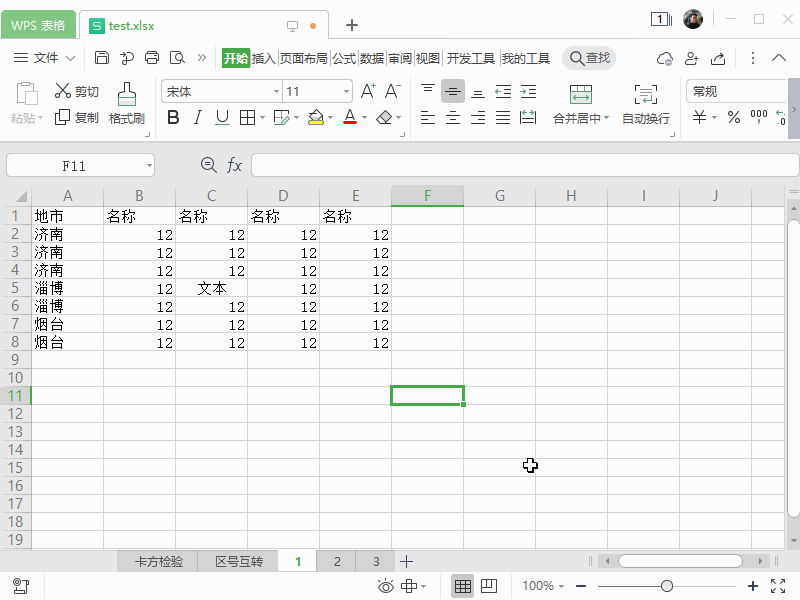 WPS 表格 test.xlsx 1
文件 开始 插入 页面布局 公式 数据 审阅 视图 开发工具 我的工具 查找
粘贴 剪切 复制 格式刷 宋体 11 A+ A- B I U A 合并居中 自动换行 常规 ¥ % 000
F11 fx
A B C D E F G H I J
1 地市 名称 名称 名称 名称
2 济南 12 12 12 12
3 济南 12 12 12 12
4 济南 12 12 12 12
5 淄博 12 文本 12 12
6 淄博 12 12 12 12
7 烟台 12 12 12 12
8 烟台 12 12 12 12
9
10
11
12
13
14
15
16
17
18
19
卡方检验 区号互转 1 2 3
100%